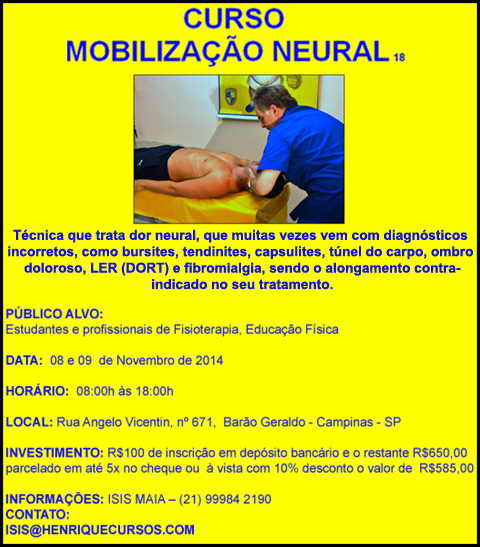 CURSO
MOBILIZAÇÃO NEURAL 18
Técnica que trata dor neural, que muitas vezes vem com diagnósticos
incorretos, como bursites, tendinites, capsulites, túnel do carpo, ombro
doloroso, LER (DORT) e fibromialgia, sendo o alongamento contra-
indicado no seu tratamento.
PÚBLICO ALVO:
Estudantes e profissionais de Fisioterapia, Educação Física
DATA: 08 e 09 de Novembro de 2014
HORÁRIO: 08:00h às 18:00h
LOCAL: Rua Angelo Vicentin, nº 671, Barão Geraldo - Campinas - SP
INVESTIMENTO: R$100 de inscrição em depósito bancário e o restante R$650,00
parcelado em até 5x no cheque ou à vista com 10% desconto o valor de R$585,00
INFORMAÇÕES: ISIS MAIA – (21) 99984 2190
CONTATO:
ISIS@HENRIQUECURSOS.COM